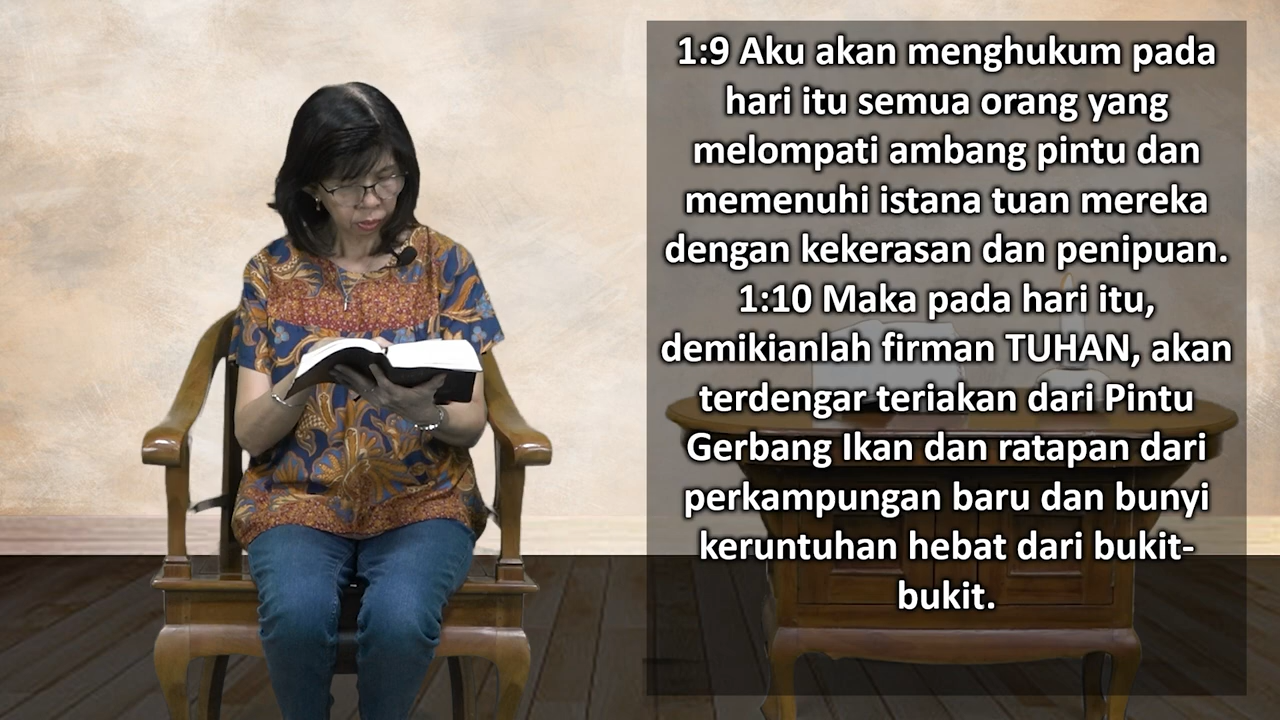 1:9 Aku akan menghukum pada
hari itu semua orang yang
melompati ambang pintu dan
memenuhi istana tuan mereka
dengan kekerasan dan penipuan.
1:10 Maka pada hari itu,
demikianlah firman TUHAN, akan
terdengar teriakan dari Pintu
Gerbang Ikan dan ratapan dari
perkampungan baru dan bunyi
keruntuhan hebat dari bukit-
bukit.